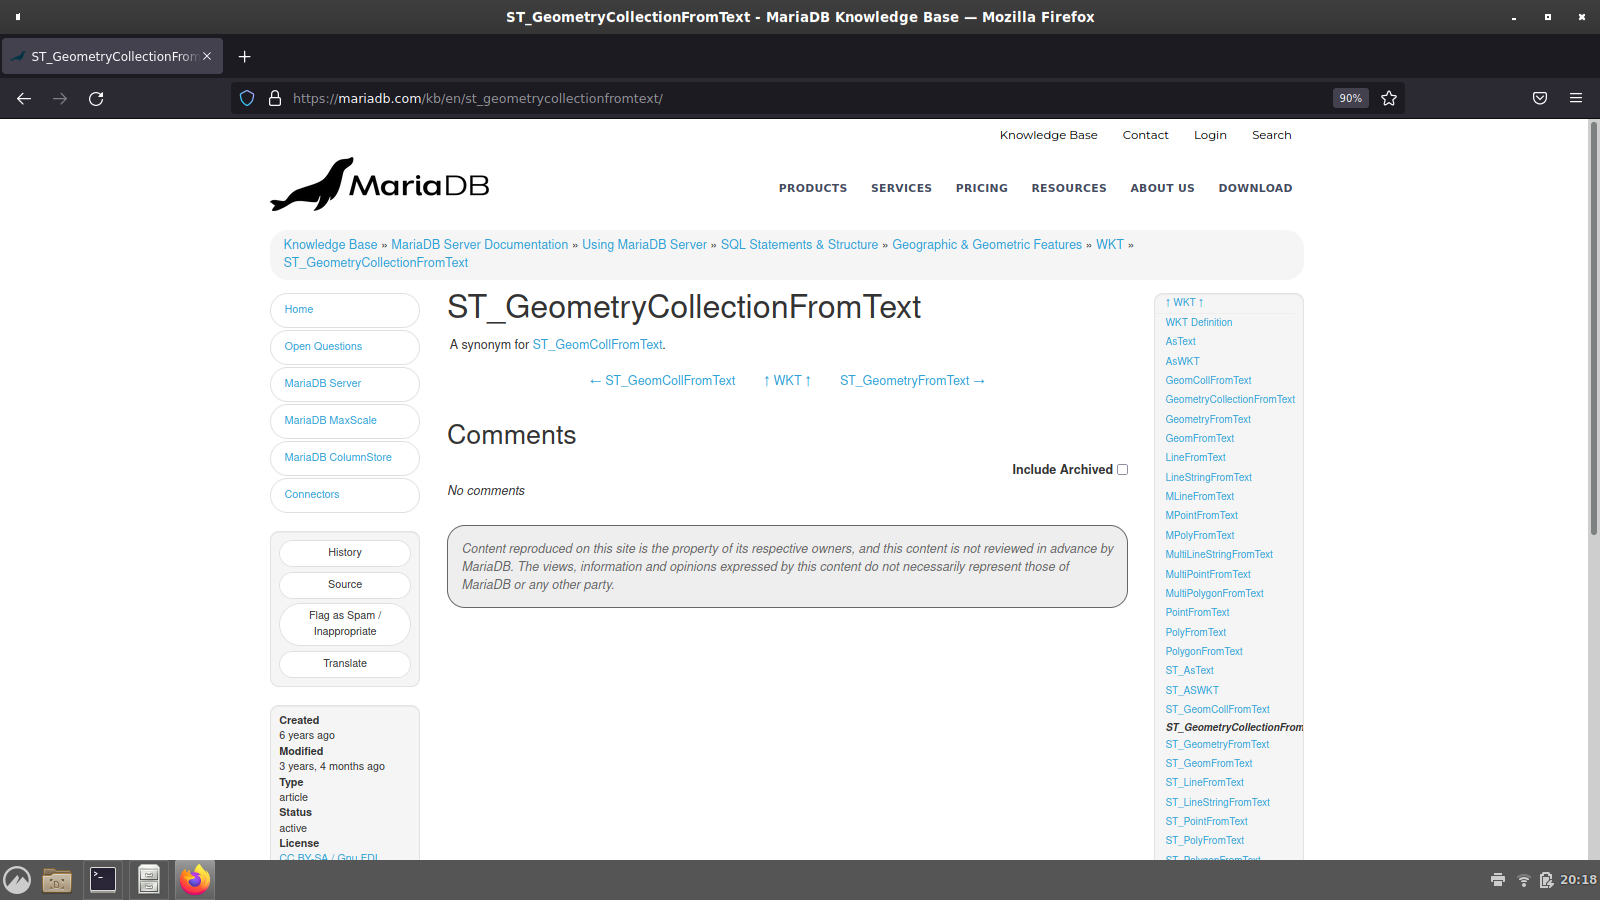 ST_GeometryCollectionFromText - MariaDB Knowledge Base — Mozilla Firefox
ST_GeometryCollectionFrom
https://mariadb.com/kb/en/st_geometrycollectionfromtext/
90%
Knowledge Base Contact Login Search
MariaDB
PRODUCTS SERVICES PRICING RESOURCES ABOUT US DOWNLOAD
Knowledge Base » MariaDB Server Documentation » Using MariaDB Server » SQL Statements & Structure » Geographic & Geometric Features » WKT »
ST_GeometryCollectionFromText
Home
Open Questions
MariaDB Server
MariaDB MaxScale
MariaDB ColumnStore
Connectors
History
Source
Flag as Spam /
Inappropriate
Translate
Created
6 years ago
Modified
3 years, 4 months ago
Type
article
Status
active
License
CC BY-SA / Gnu FDL
ST_GeometryCollectionFromText
A synonym for ST_GeomCollFromText.
← ST_GeomCollFromText ↑ WKT ↑ ST_GeometryFromText →
Comments
Include Archived
No comments
Content reproduced on this site is the property of its respective owners, and this content is not reviewed in advance by
MariaDB. The views, information and opinions expressed by this content do not necessarily represent those of
MariaDB or any other party.
↑ WKT ↑
WKT Definition
AsText
AsWKT
GeomCollFromText
GeometryCollectionFromText
GeometryFromText
GeomFromText
LineFromText
LineStringFromText
MLineFromText
MPointFromText
MPolyFromText
MultiLineStringFromText
MultiPointFromText
MultiPolygonFromText
PointFromText
PolyFromText
PolygonFromText
ST_AsText
ST_ASWKT
ST_GeomCollFromText
ST_GeometryCollectionFrom
ST_GeometryFromText
ST_GeomFromText
ST_LineFromText
ST_LineStringFromText
ST_PointFromText
ST_PolyFromText
ST_PolygonFromText
20:18